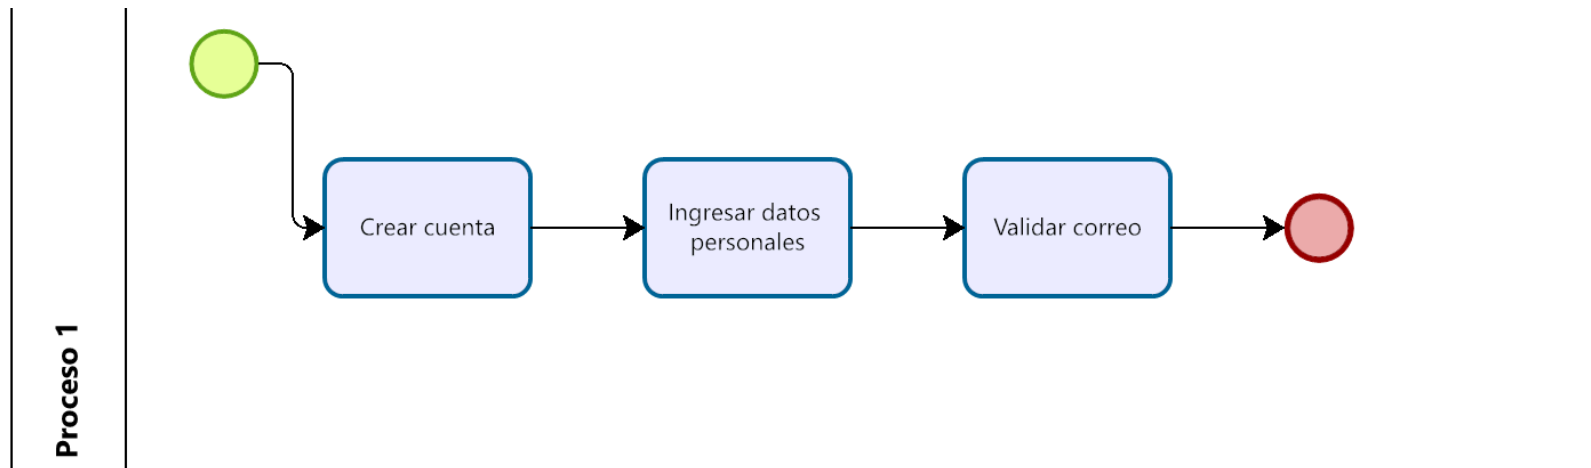 Crear cuenta
Ingresar datos
personales
Validar correo
Proceso 1